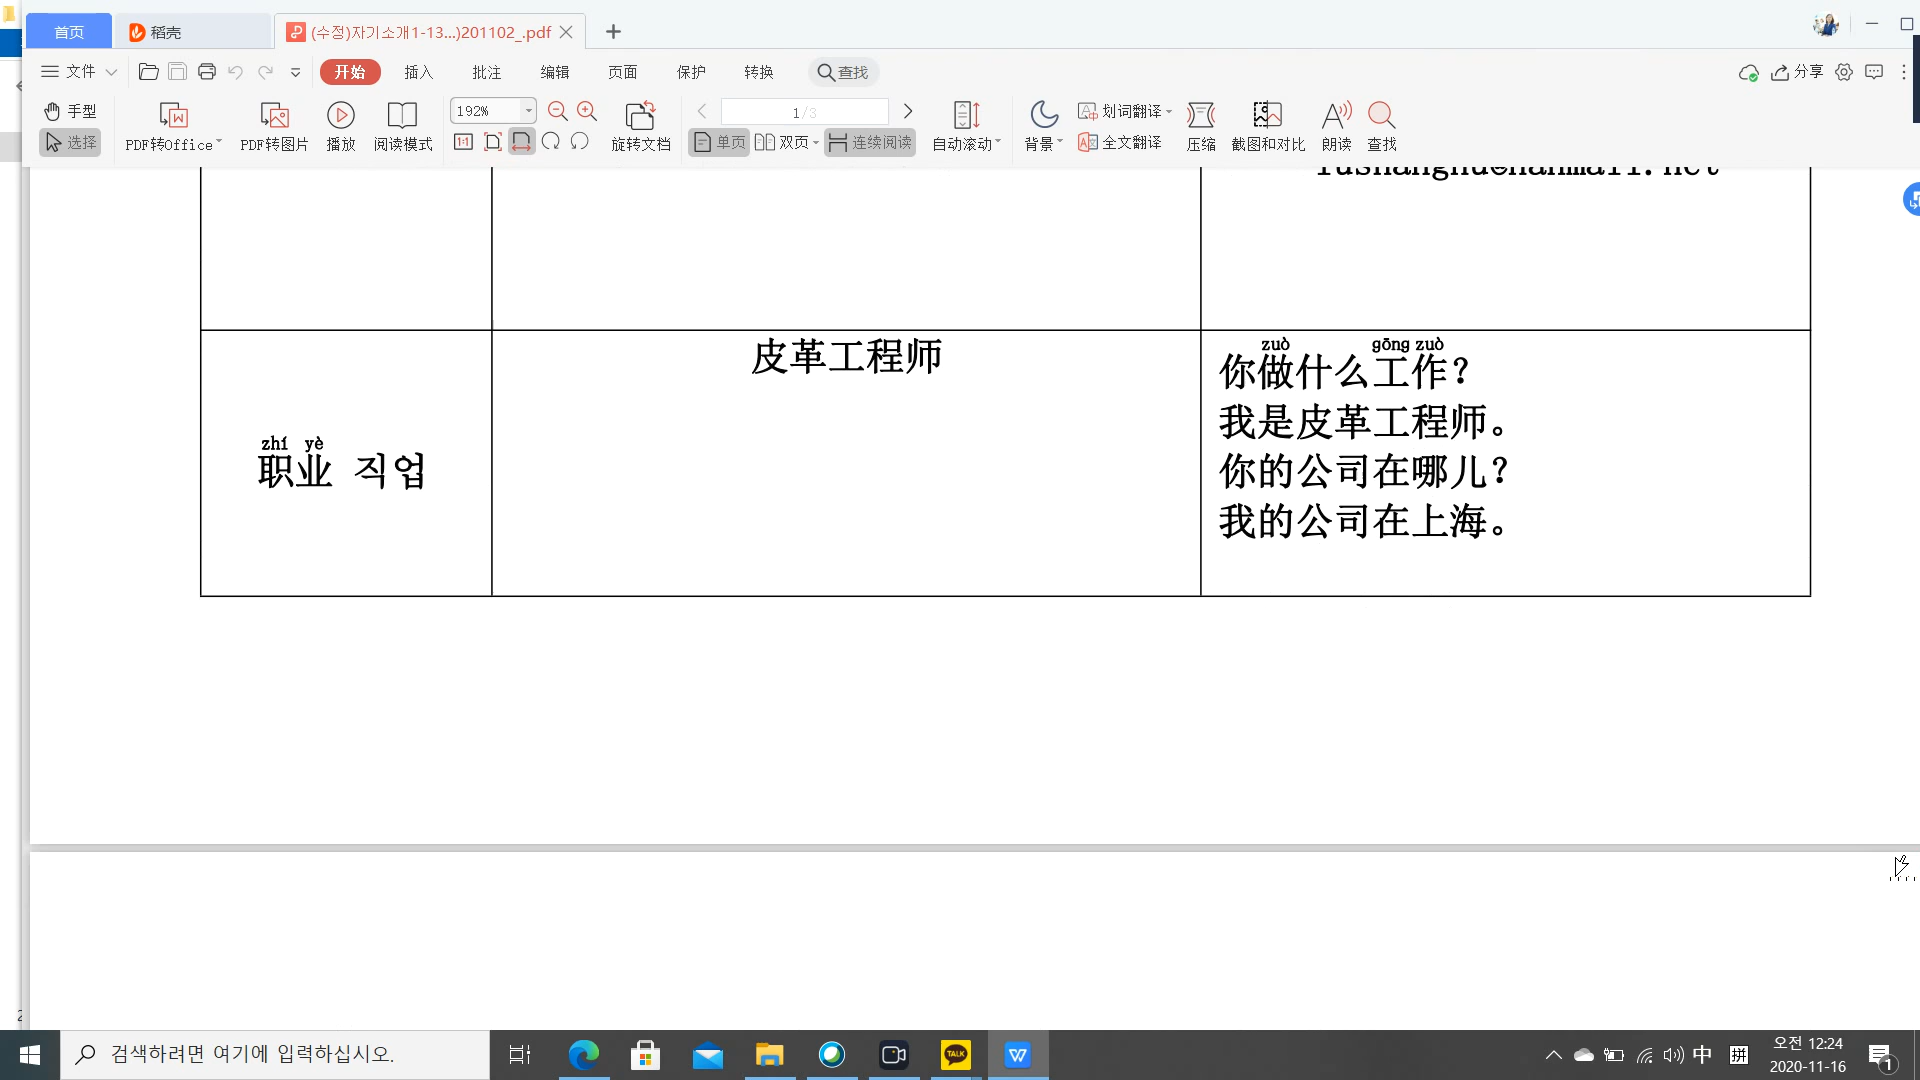 首页
稻壳
(수정)자기소개1-13...)201102_.pdf
文件
开始
插入
批注
编辑
页面
保护
转换
查找
分享
手型
选择
PDF转Office
PDF转图片
播放
阅读模式
192%
1:1
旋转文档
1/3
单页
双页
连续阅读
自动滚动
背景
划词翻译
全文翻译
压缩
截图和对比
朗读
查找
皮革工程师
zhí yè
职业 직업
zuò gōng zuò
你做什么工作?
我是皮革工程师。
你的公司在哪儿?
我的公司在上海。
검색하려면 여기에 입력하십시오.
TALK
中
拼
오전 12:24
2020-11-16
1